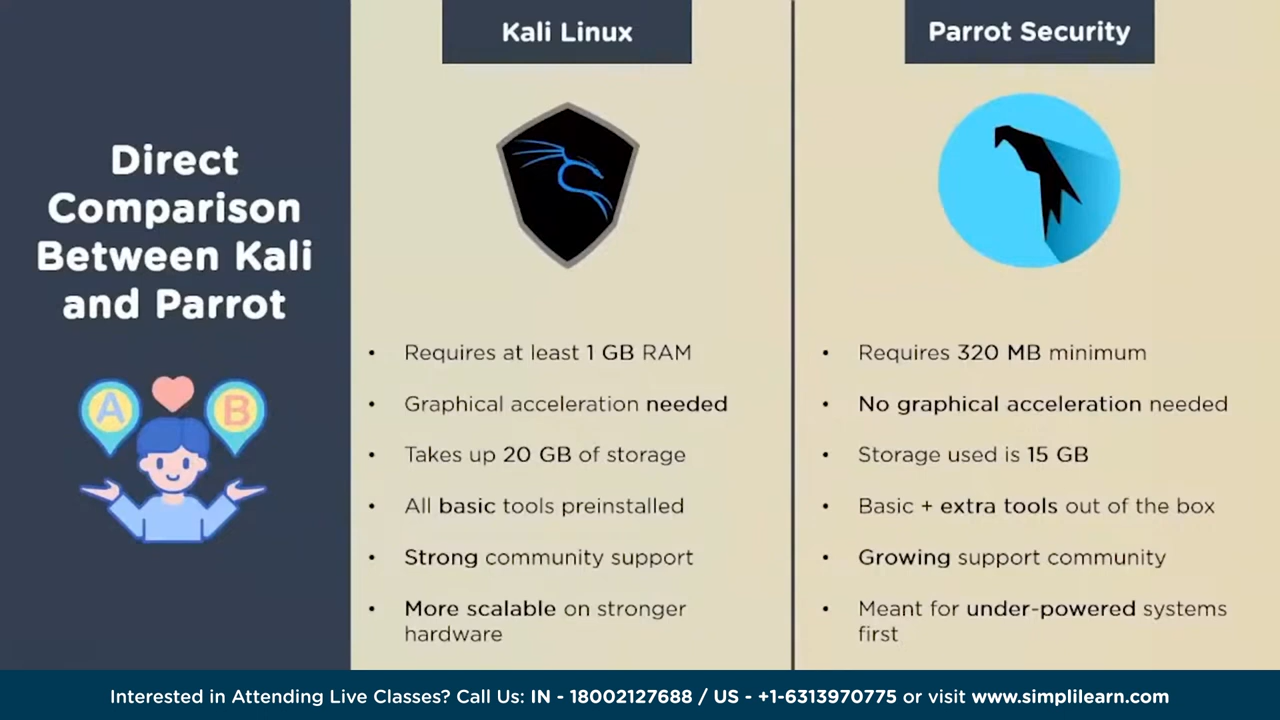 Direct
Comparison
Between Kali
and Parrot
A
B
Kali Linux
• Requires at least 1 GB RAM
• Graphical acceleration needed
• Takes up 20 GB of storage
• All basic tools preinstalled
• Strong community support
• More scalable on stronger
hardware
Parrot Security
• Requires 320 MB minimum
• No graphical acceleration needed
• Storage used is 15 GB
• Basic + extra tools out of the box
• Growing support community
• Meant for under-powered systems
first
Interested in Attending Live Classes? Call Us: IN - 18002127688 / US - +1-6313970775 or visit www.simplilearn.com